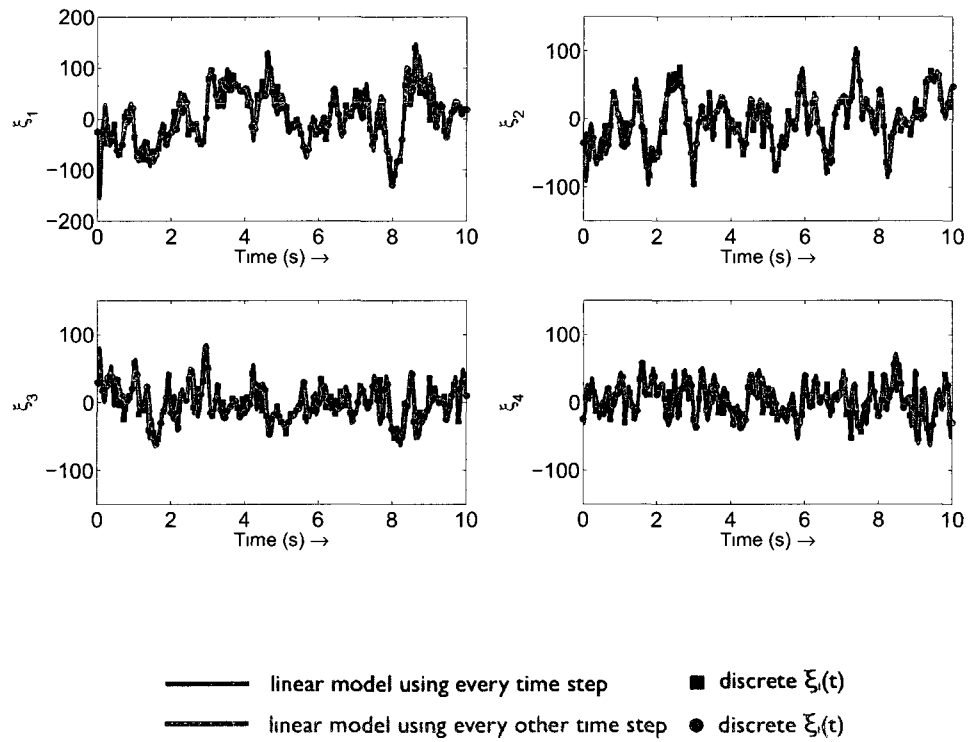 200
100
0
−100
−200
ξ1
0 2 4 6 8 10
Time (s) →
100
0
−100
ξ2
0 2 4 6 8 10
Time (s) →
100
0
−100
ξ3
0 2 4 6 8 10
Time (s) →
100
0
−100
ξ4
0 2 4 6 8 10
Time (s) →
linear model using every time step
discrete ξi(t)
linear model using every other time step
discrete ξi(t)